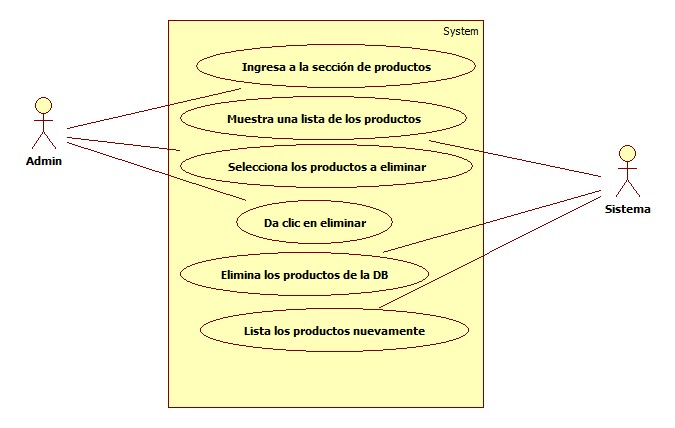 System
Ingresa a la sección de productos
Muestra una lista de los productos
Admin
Selecciona los productos a eliminar
Sistema
Da clic en eliminar
Elimina los productos de la DB
Lista los productos nuevamente